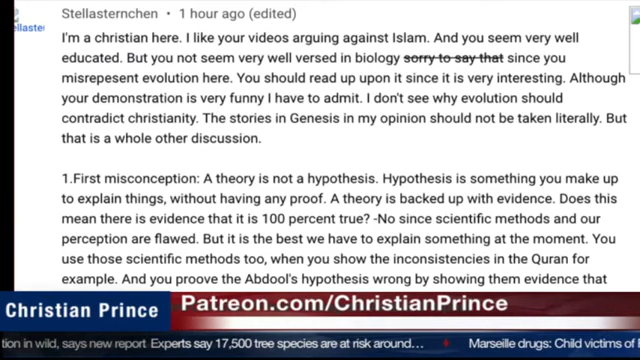 Stellasternchen • 1 hour ago (edited)
I'm a christian here. I like your videos arguing against Islam. And you seem very well
educated. But you not seem very well versed in biology sorry to say that since you
misrepesent evolution here. You should read up upon it since it is very interesting. Although
your demonstration is very funny I have to admit. I don't see why evolution should
contradict christianity. The stories in Genesis in my opinion should not be taken literally. But
that is a whole other discussion.
1.First misconception: A theory is not a hypothesis. Hypothesis is something you make up
to explain things, without having any proof. A theory is backed up with evidence. Does this
mean there is evidence that it is 100 percent true? -No since scientific methods and our
perception are flawed. But it is the best we have to explain something at the moment. You
use those scientific methods too, when you show the inconsistencies in the Quran for
example. And you proove the Abdool's hypothesis wrong by showing them evidence that
Christian Prince
Patreon.com/ChristianPrince
tion in wild, says new report Experts say 17,500 tree species are at risk around... Marseille drugs: Child victims of